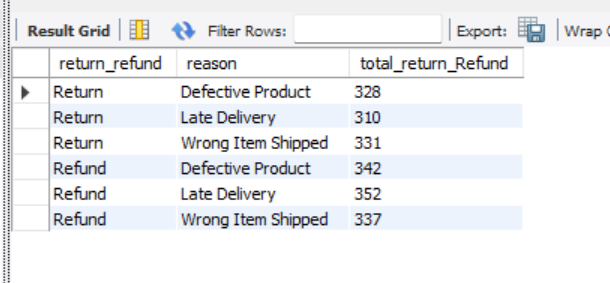 Result Grid Filter Rows: Export: Wrap
return_refund reason total_return_Refund
Return Defective Product 328
Return Late Delivery 310
Return Wrong Item Shipped 331
Refund Defective Product 342
Refund Late Delivery 352
Refund Wrong Item Shipped 337